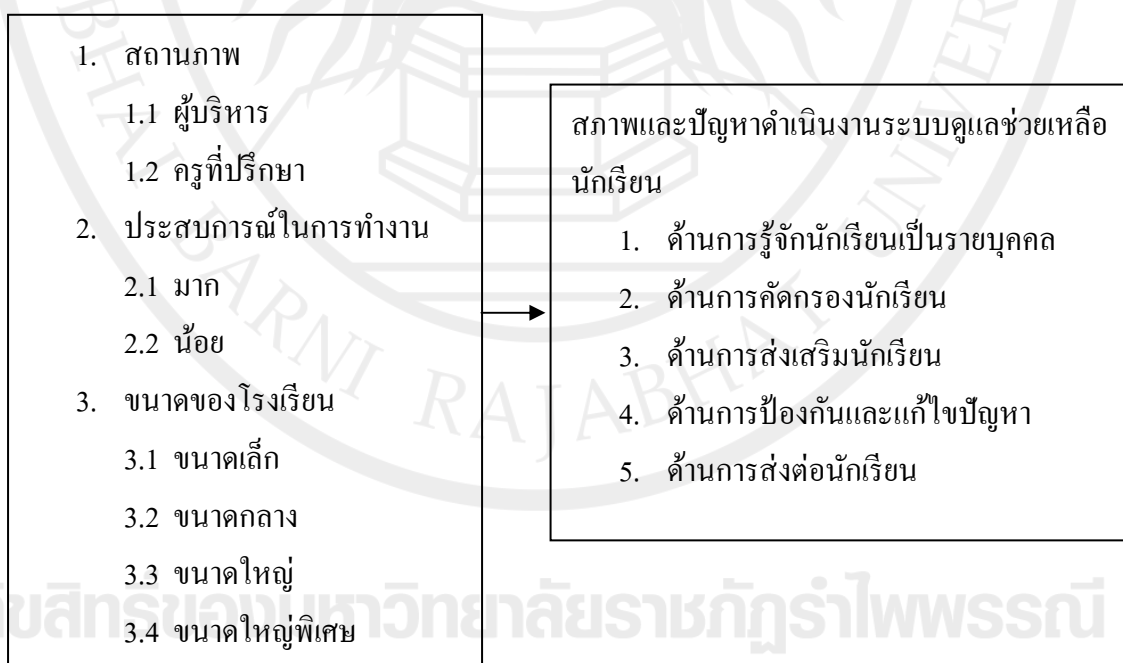 1. สถานภาพ
1.1 ผู้บริหาร
1.2 ครูที่ปรึกษา
2. ประสบการณ์ในการทำงาน
2.1 มาก
2.2 น้อย
3. ขนาดของโรงเรียน
3.1 ขนาดเล็ก
3.2 ขนาดกลาง
3.3 ขนาดใหญ่
3.4 ขนาดใหญ่พิเศษ
สภาพและปัญหาดำเนินงานระบบดูแลช่วยเหลือ
นักเรียน
1. ด้านการรู้จักนักเรียนเป็นรายบุคคล
2. ด้านการคัดกรองนักเรียน
3. ด้านการส่งเสริมนักเรียน
4. ด้านการป้องกันและแก้ไขปัญหา
5. ด้านการส่งต่อนักเรียน
BARNI RAJABHAT
สิทธิ์ของมหาวิทยาลัยราชภัฏรำไพพรรณี